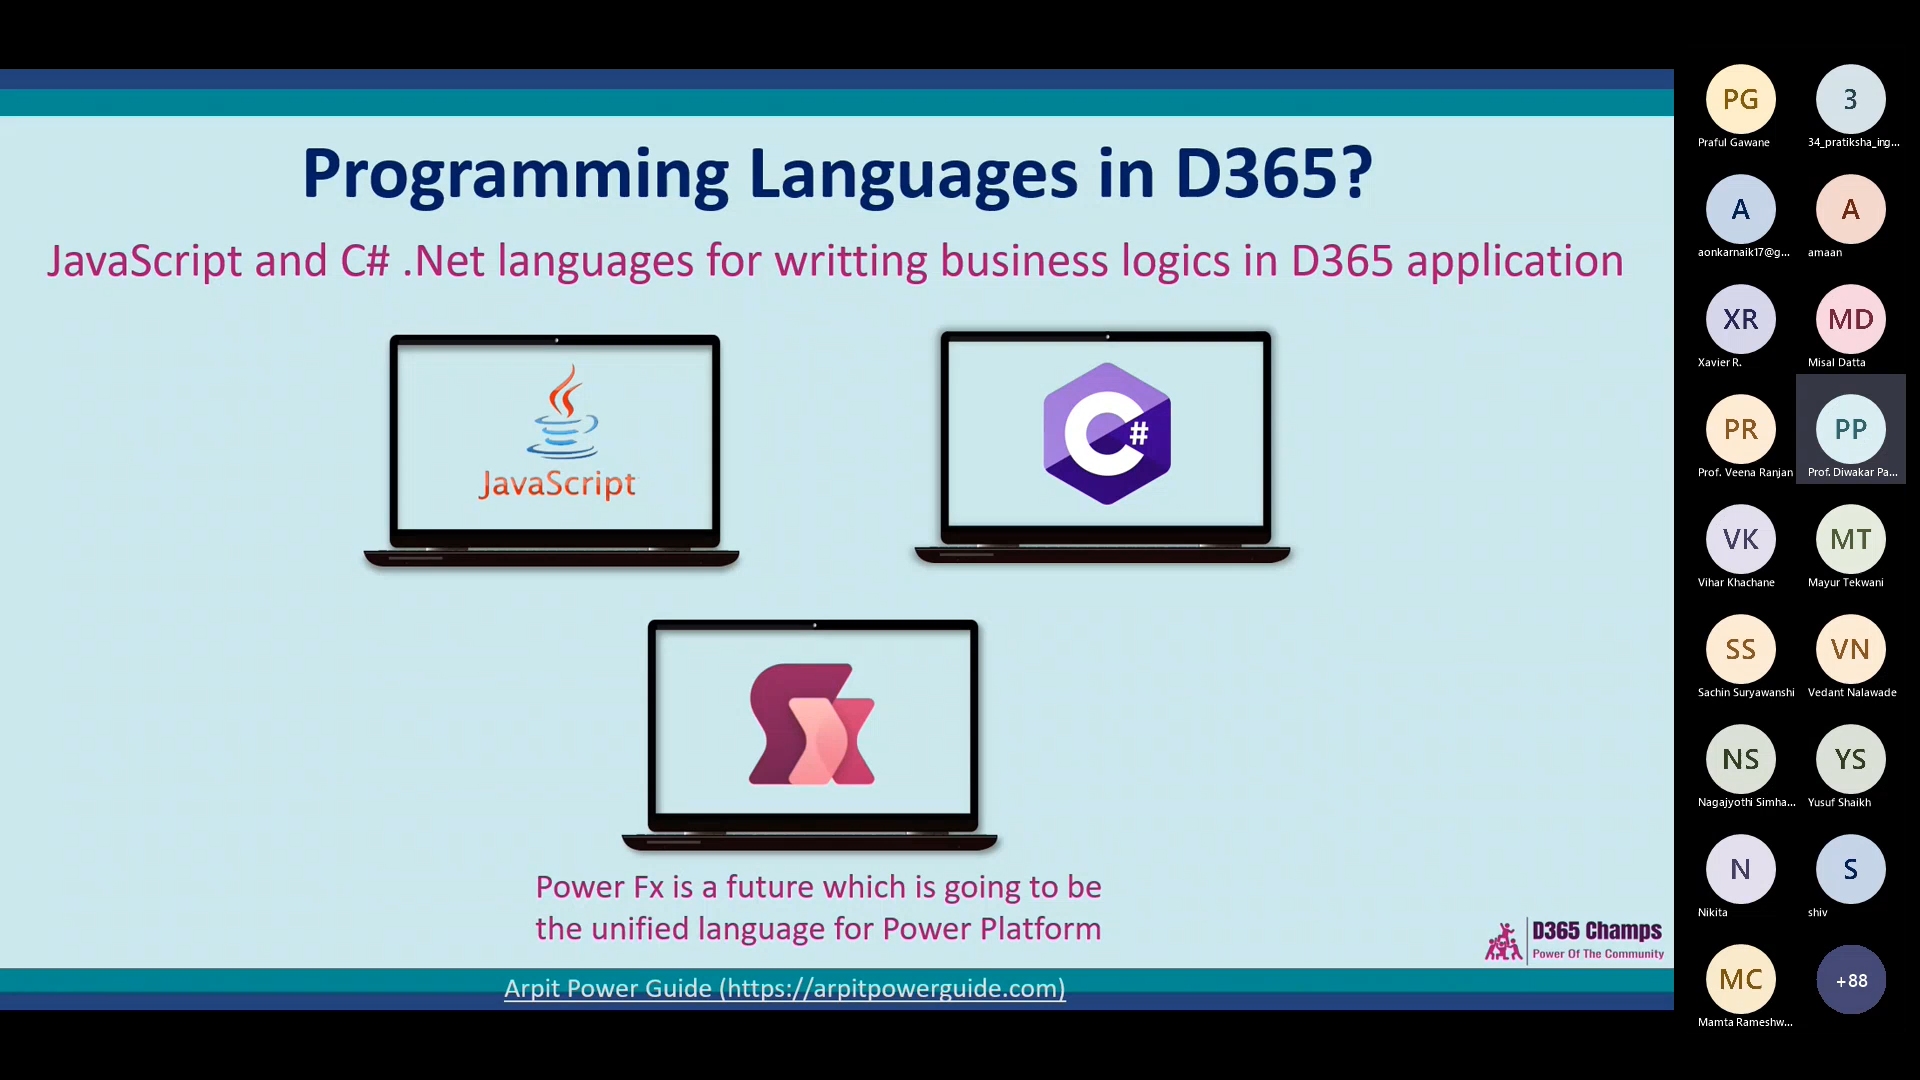 Programming Languages in D365?
JavaScript and C# .Net languages for writting business logics in D365 application
JavaScript
C#
Power Fx is a future which is going to be
the unified language for Power Platform
D365 Champs
Power Of The Community
Arpit Power Guide (https://arpitpowerguide.com)
PG
Praful Gawane
3
34_pratiksha_ing...
A
aonkarnaik17@g...
A
amaan
XR
Xavier R.
MD
Misal Datta
PR
Prof. Veena Ranjan
PP
Prof. Diwakar Pa...
VK
Vihar Khachane
MT
Mayur Tekwani
SS
Sachin Suryawanshi
VN
Vedant Nalawade
NS
Nagajyothi Simha...
YS
Yusuf Shaikh
N
Nikita
S
shiv
MC
Mamta Rameshw...
+88